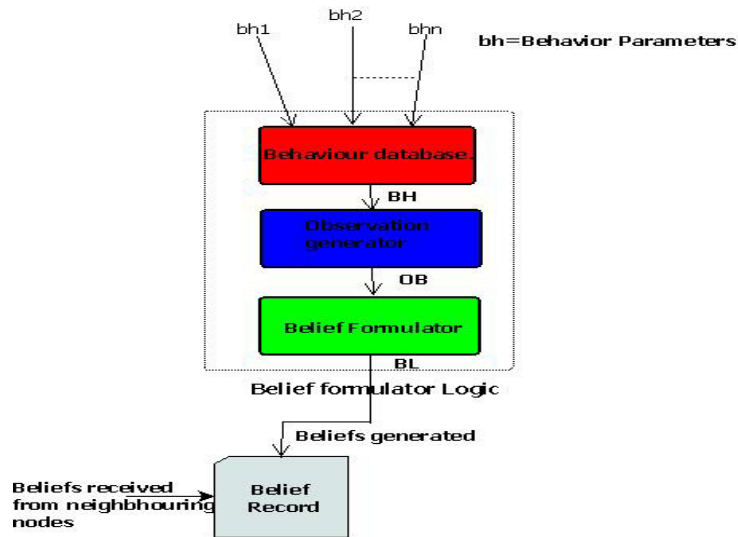 bh1
bh2
bhn
bh=Behavior Parameters
Behaviour database.
BH
Observation
generator
OB
Belief Formulator
BL
Belief formulator Logic
Beliefs generated
Beliefs received
from neighbhouring
nodes
Belief
Record